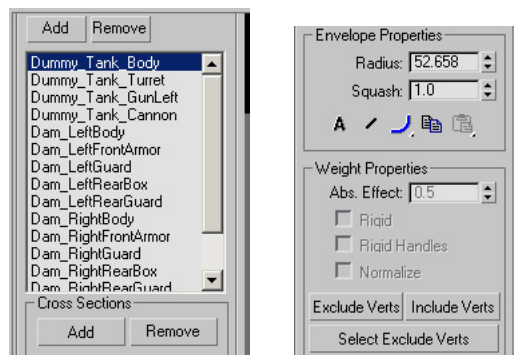 Add Remove
Dummy_Tank_Body
Dummy_Tank_Turret
Dummy_Tank_GunLeft
Dummy_Tank_Cannon
Dam_LeftBody
Dam_LeftFrontArmor
Dam_LeftGuard
Dam_LeftRearBox
Dam_LeftRearGuard
Dam_RightBody
Dam_RightFrontArmor
Dam_RightGuard
Dam_RightRearBox
Dam_RightRearGuard
Cross Sections
Add Remove
Envelope Properties
Radius: 52.658
Squash: 1.0
A
Weight Properties
Abs. Effect: 0.5
Rigid
Rigid Handles
Normalize
Exclude Verts Include Verts
Select Exclude Verts